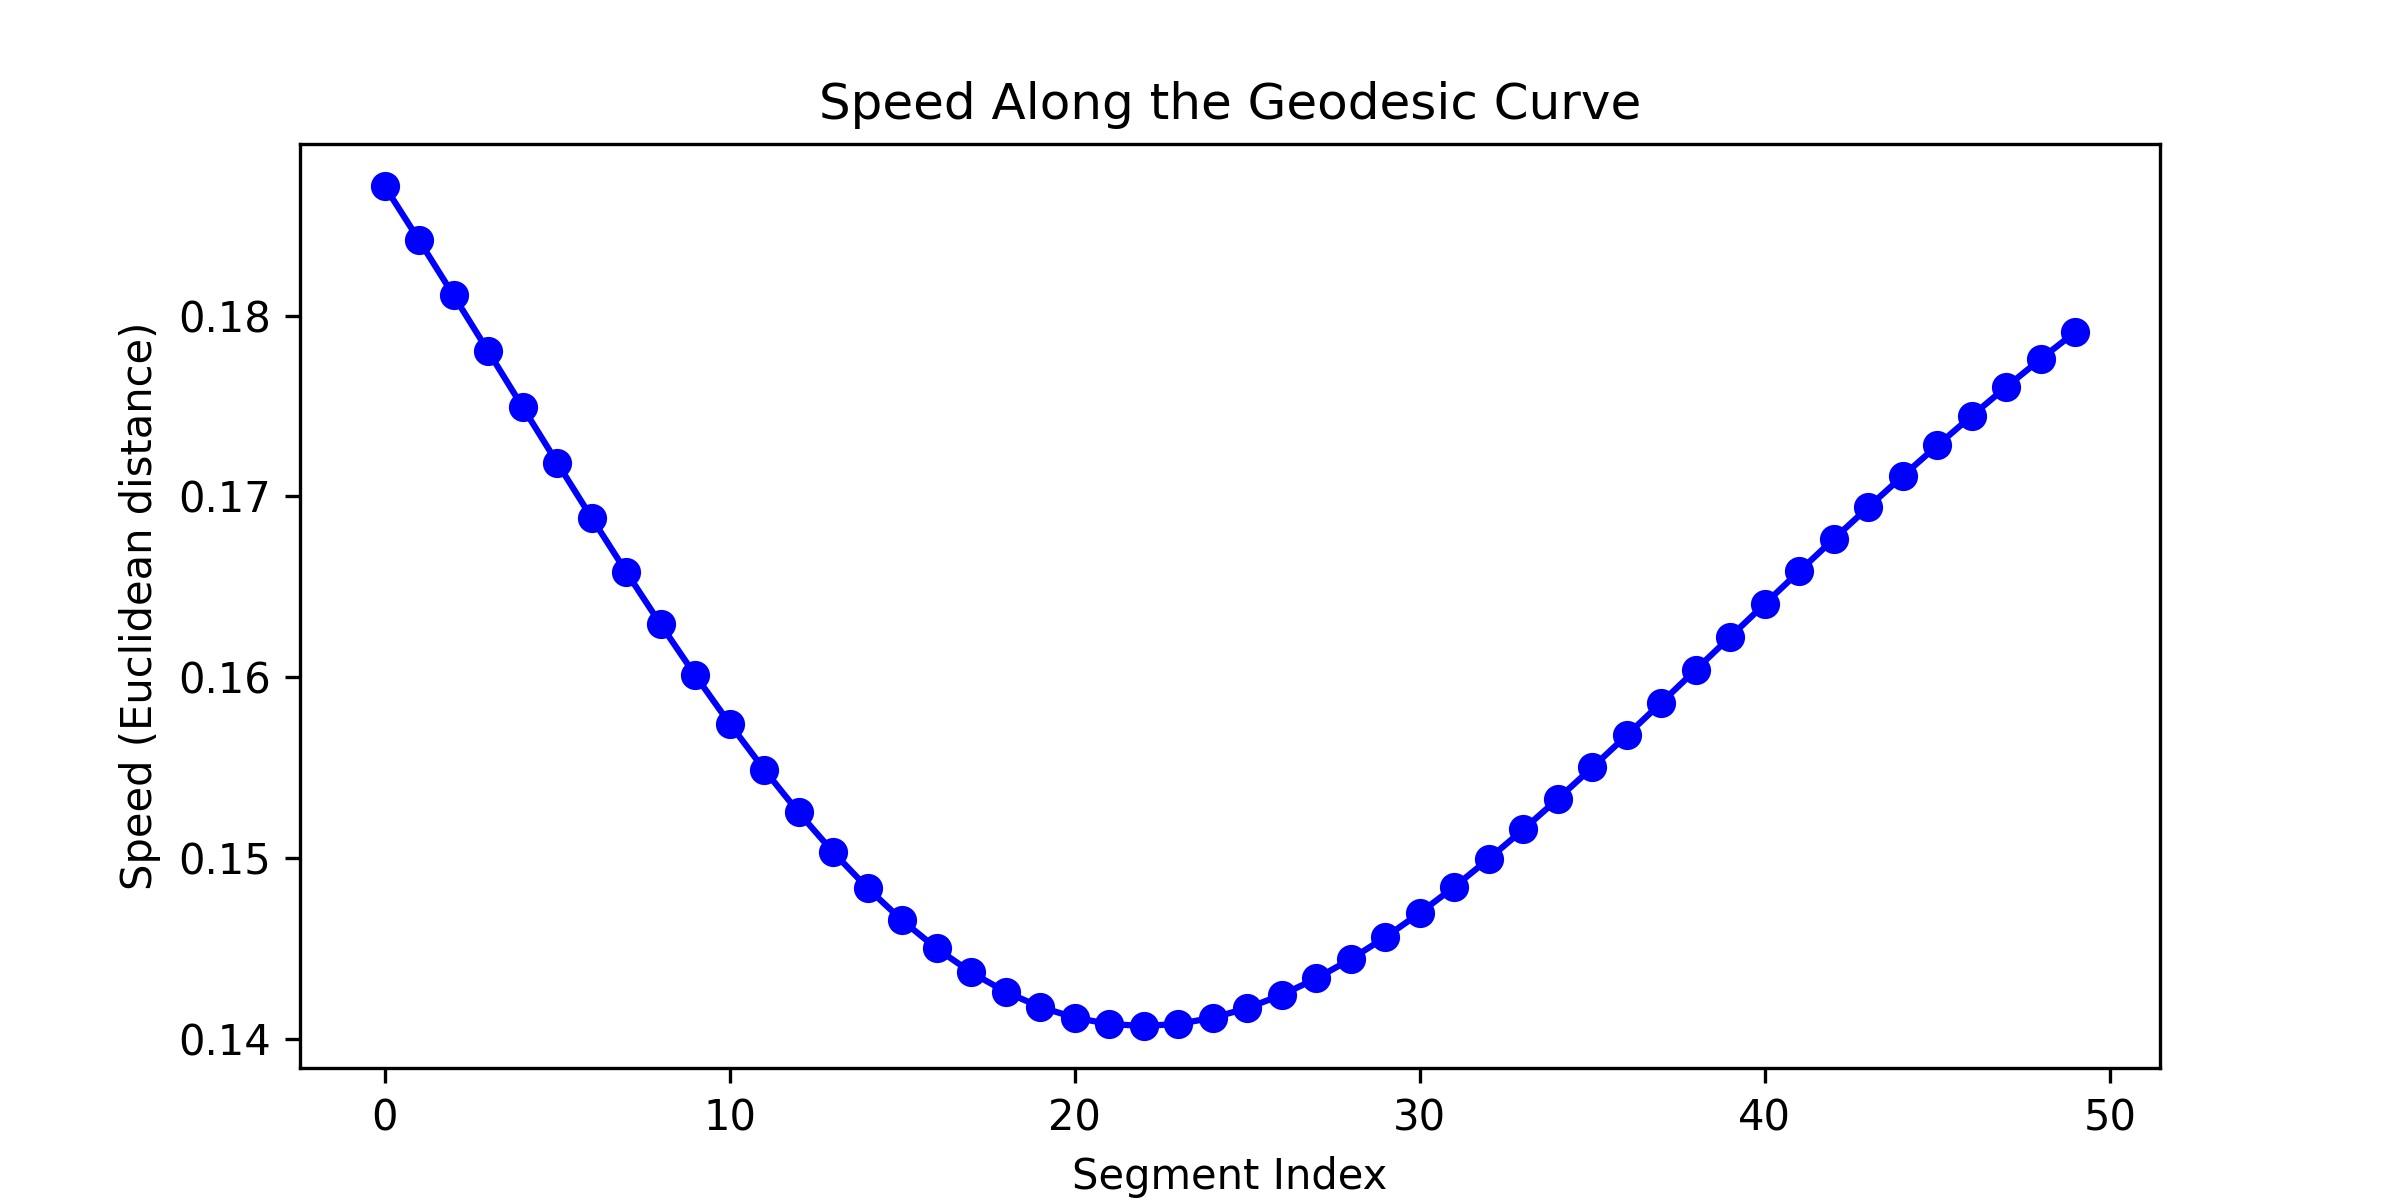 Speed Along the Geodesic Curve
Speed (Euclidean distance)
0.18
0.17
0.16
0.15
0.14
0 10 20 30 40 50
Segment Index